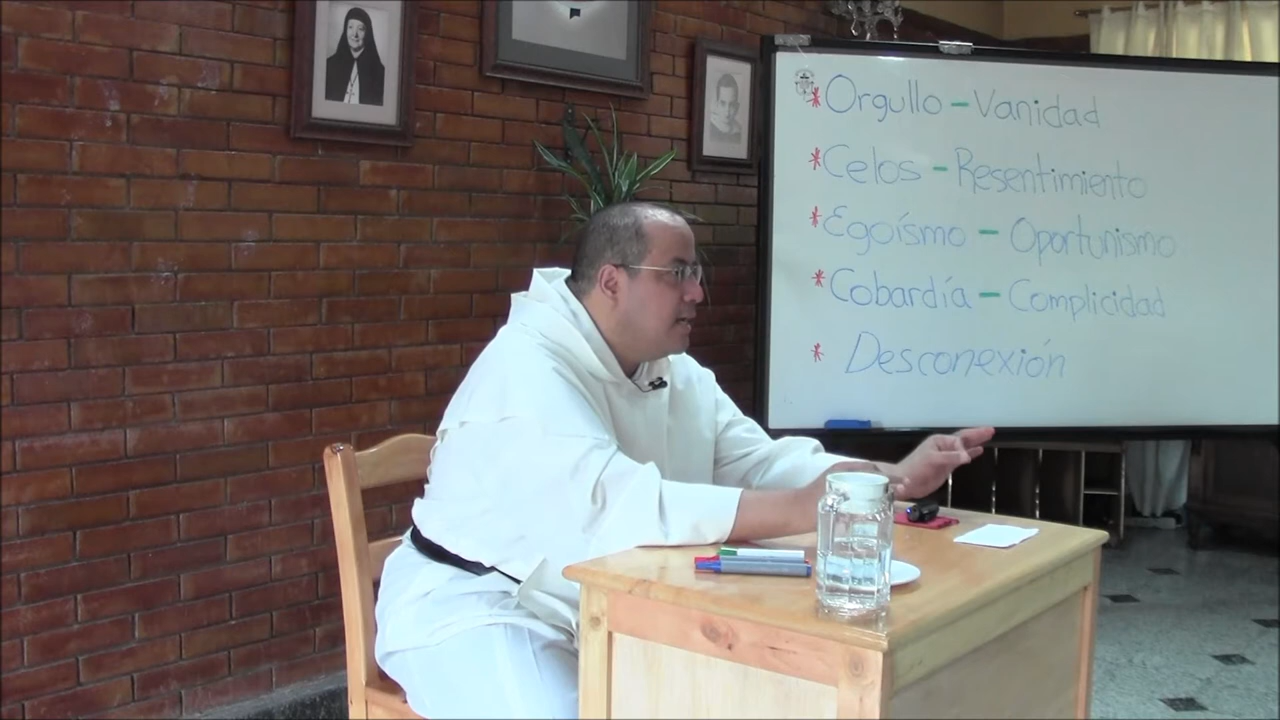 * Orgullo - Vanidad
* Celos - Resentimiento
* Egoísmo - Oportunismo
* Cobardía - Complicidad
* Desconexión